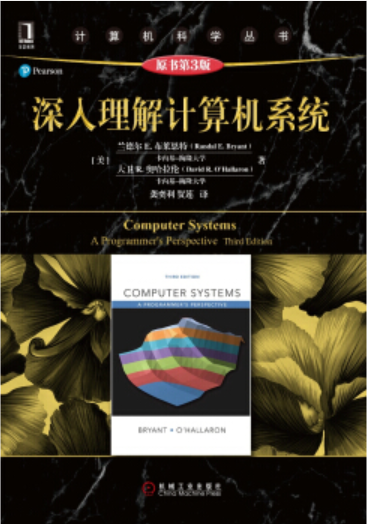 计算机科学丛书
Pearson
原书第3版
深入理解计算机系统
兰德尔 E. 布莱恩特（Randal E. Bryant）
卡内基-梅隆大学
［美］ 著
大卫 R. 奥哈拉伦（David R. O'Hallaron）
卡内基-梅隆大学
龚奕利 贺莲 译
Computer Systems
A Programmer's Perspective Third Edition
THIRD EDITION
COMPUTER SYSTEMS
A PROGRAMMER'S PERSPECTIVE
BRYANT • O'HALLARON
机械工业出版社
China Machine Press